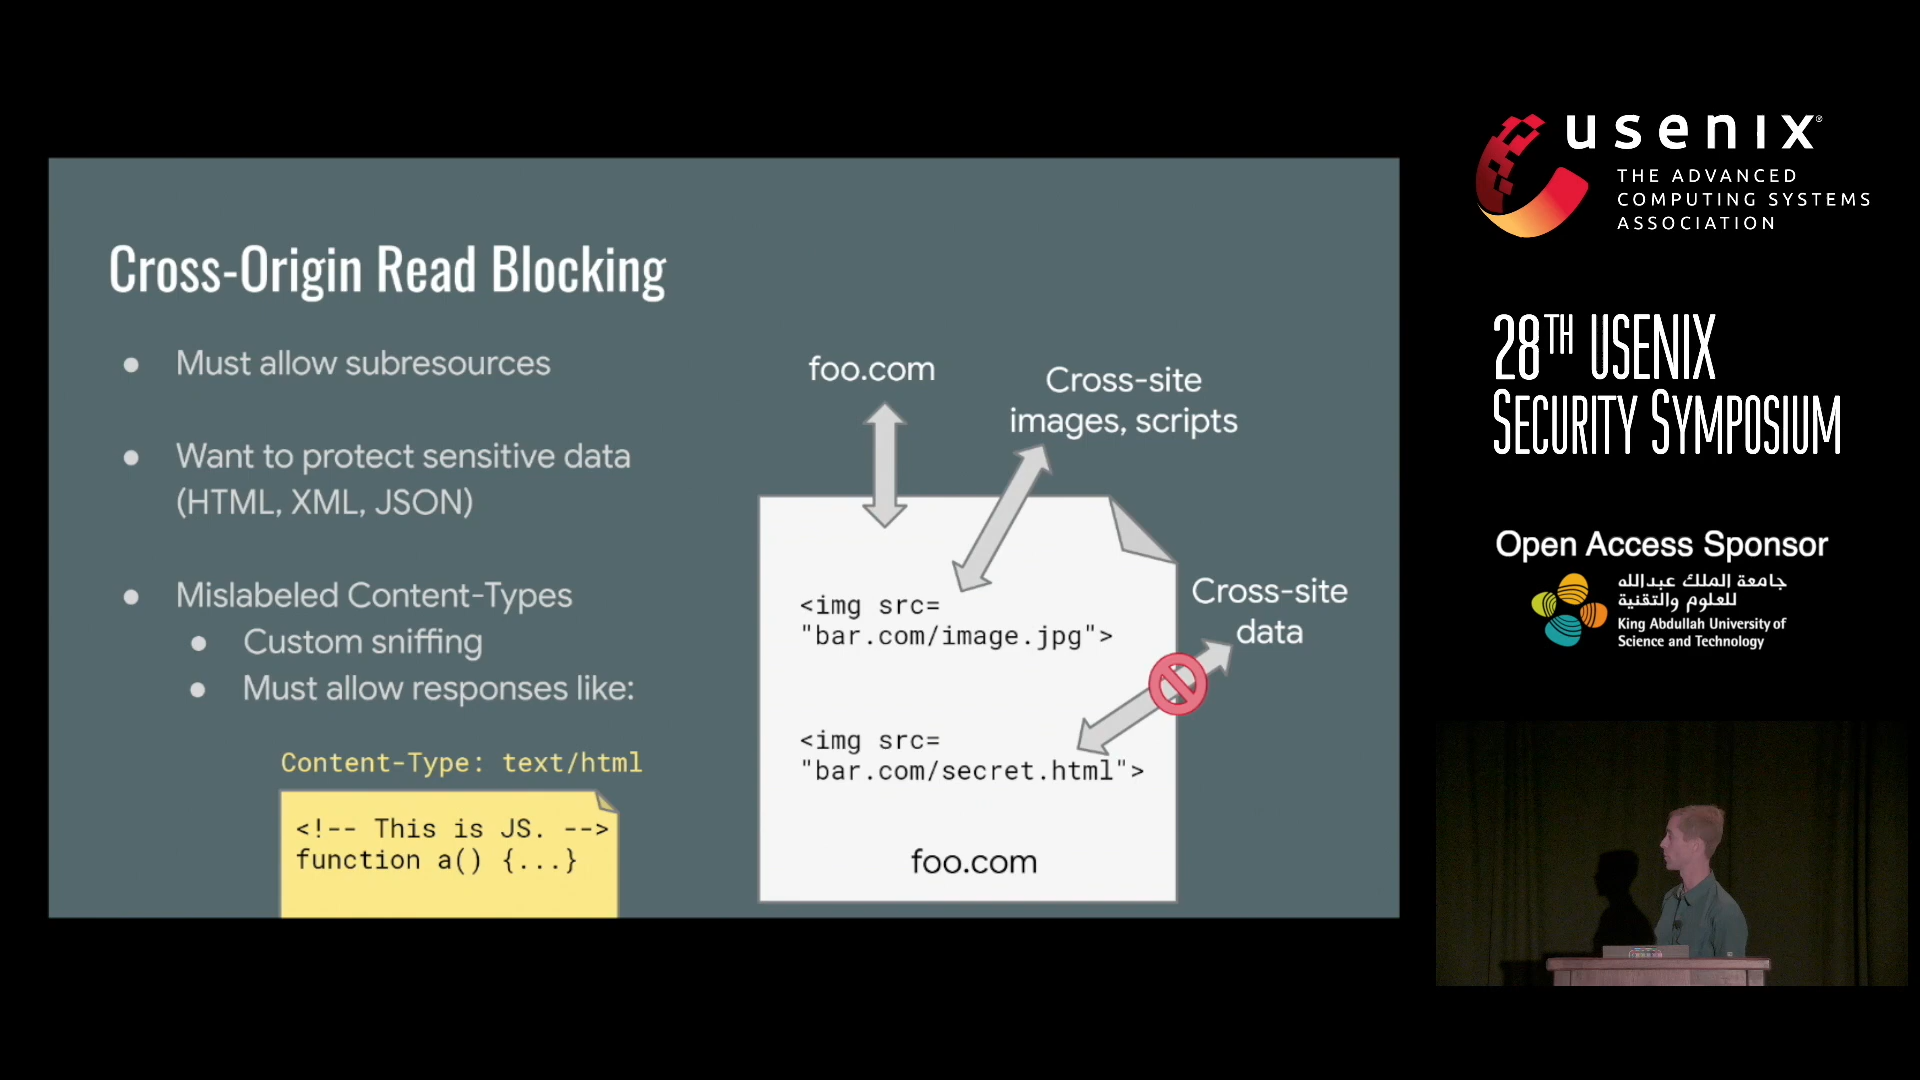 Cross-Origin Read Blocking
● Must allow subresources
● Want to protect sensitive data
(HTML, XML, JSON)
● Mislabeled Content-Types
● Custom sniffing
● Must allow responses like:
Content-Type: text/html
<!-- This is JS. -->
function a() {...}
foo.com
Cross-site
images, scripts
<img src=
"bar.com/image.jpg">
Cross-site
data
<img src=
"bar.com/secret.html">
foo.com
usenix®
THE ADVANCED
COMPUTING SYSTEMS
ASSOCIATION
28TH USENIX
SECURITY SYMPOSIUM
Open Access Sponsor
جامعة الملك عبدالله
للعلوم والتقنية
King Abdullah University of
Science and Technology